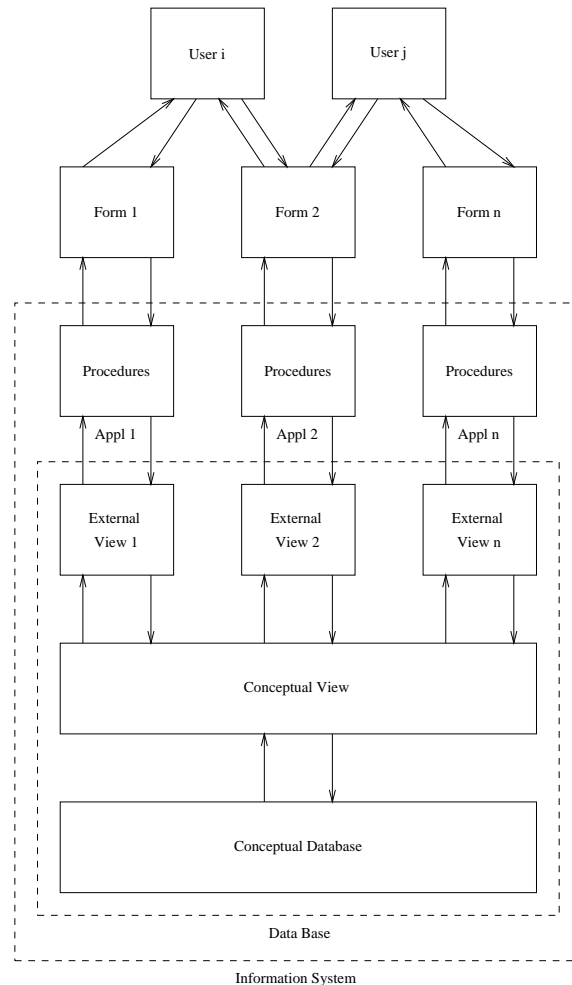 User i
User j
Form 1
Form 2
Form n
Procedures
Procedures
Procedures
Appl 1
Appl 2
Appl n
External
View 1
External
View 2
External
View n
Conceptual View
Conceptual Database
Data Base
Information System